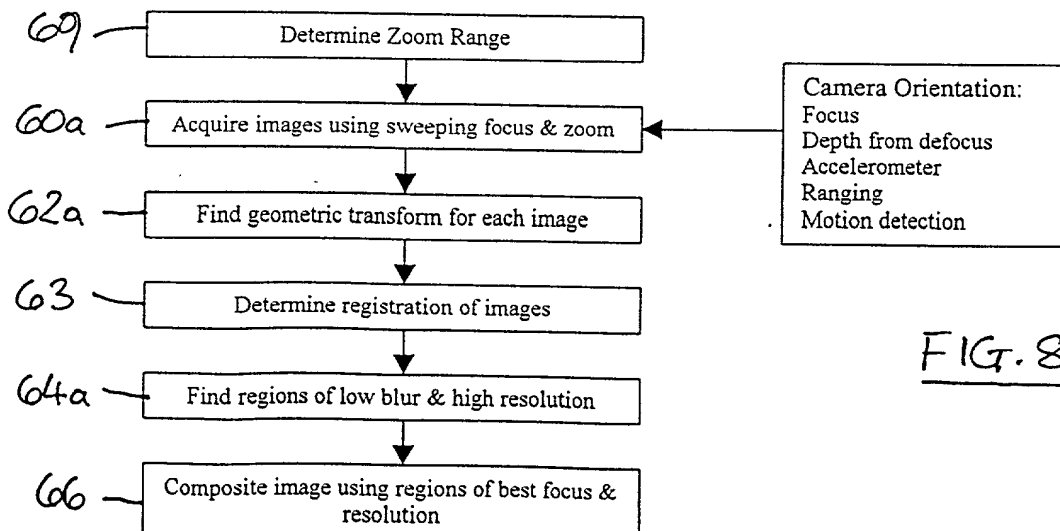 69
Determine Zoom Range
60a
Acquire images using sweeping focus & zoom
Camera Orientation:
Focus
Depth from defocus
Accelerometer
Ranging
Motion detection
62a
Find geometric transform for each image
63
Determine registration of images
FIG. 8
64a
Find regions of low blur & high resolution
66
Composite image using regions of best focus &
resolution